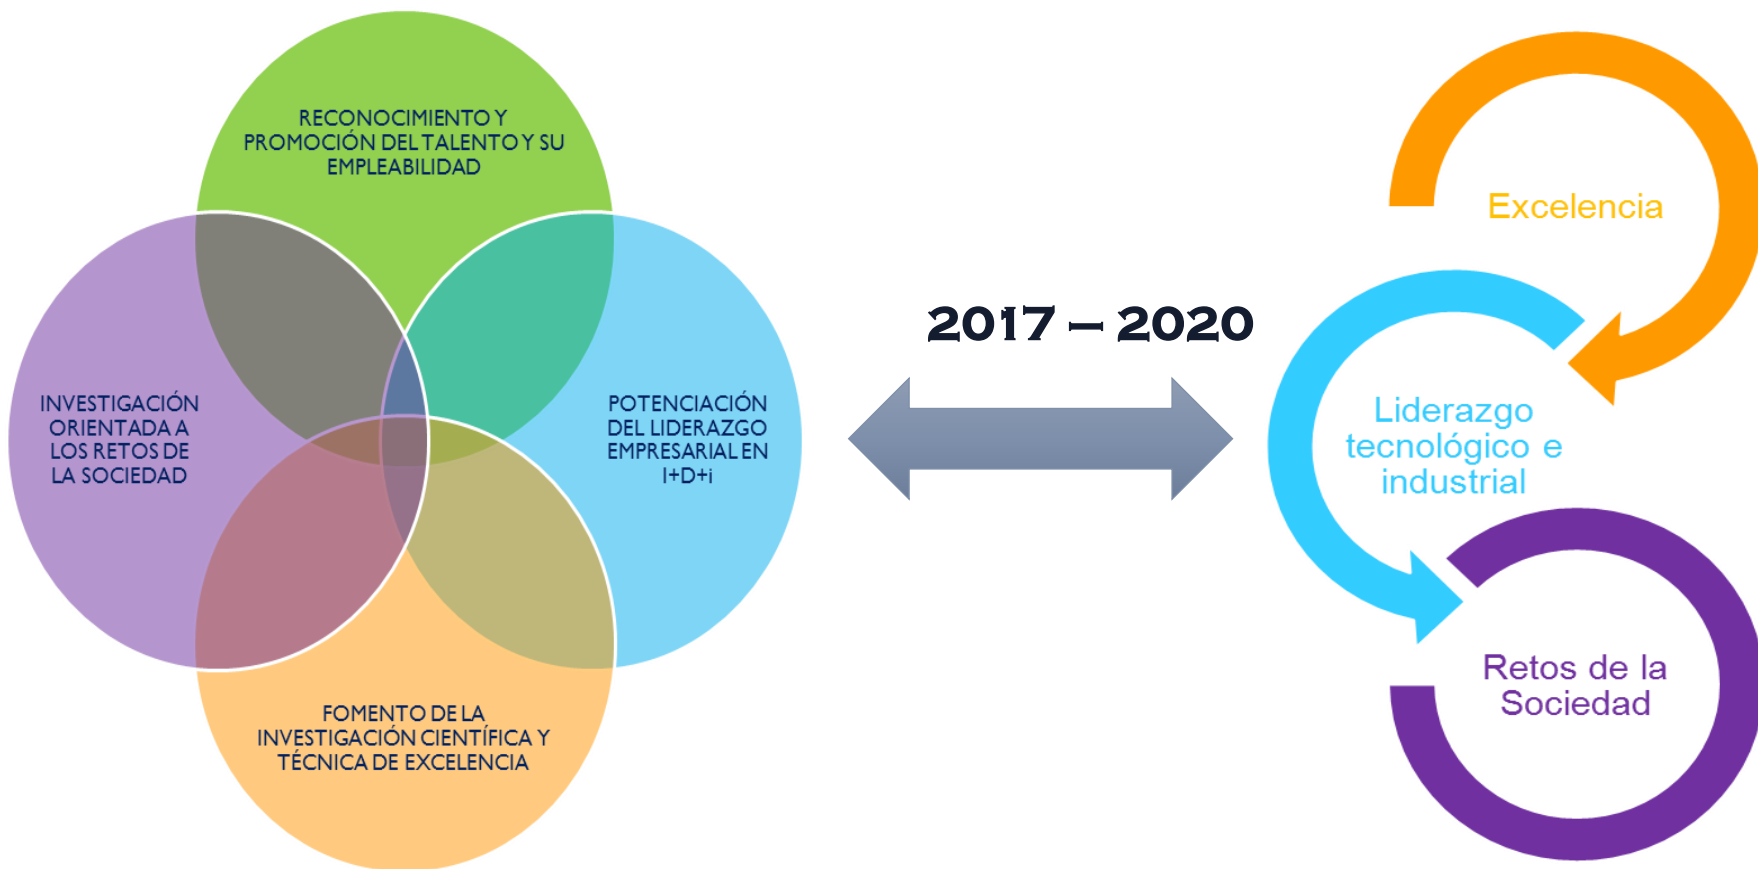 RECONOCIMIENTO Y
PROMOCIÓN DEL TALENTO Y SU
EMPLEABILIDAD
INVESTIGACIÓN
ORIENTADA A
LOS RETOS DE
LA SOCIEDAD
POTENCIACIÓN
DEL LIDERAZGO
EMPRESARIAL EN
I+D+i
FOMENTO DE LA
INVESTIGACIÓN CIENTÍFICA Y
TÉCNICA DE EXCELENCIA
2017 – 2020
Excelencia
Liderazgo
tecnológico e
industrial
Retos de la
Sociedad